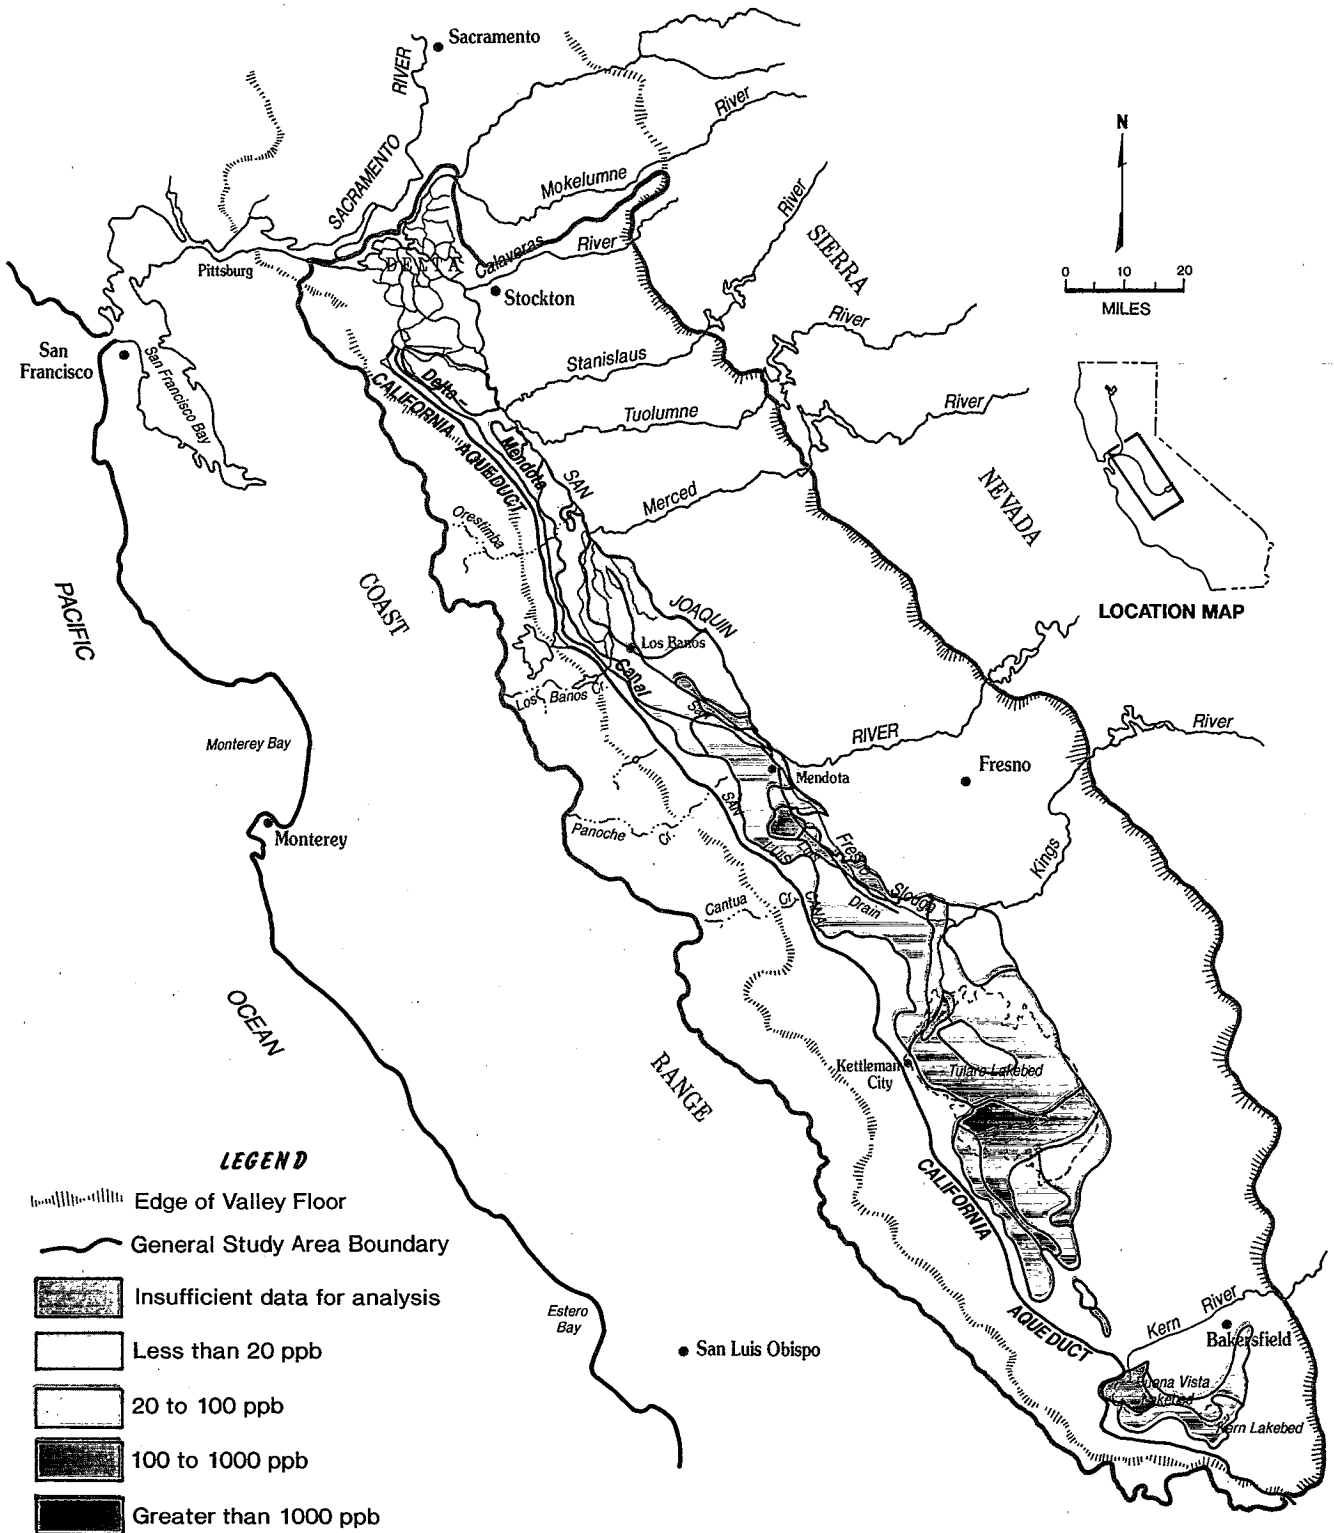 Sacramento
RIVER
SACRAMENTO
River
Mokelumne
Calaveras
River
River
SIERRA
N
0 10 20
MILES
Pittsburg
DELTA
Stockton
San
Francisco
San Francisco Bay
Stanislaus
River
Delta -
Mendota
Canal
CALIFORNIA AQUEDUCT
Tuolumne
River
SAN
JOAQUIN
RIVER
Merced
NEVADA
LOCATION MAP
Orestimba
COAST
PACIFIC
Los Banos
Los Banos Cr.
Monterey Bay
River
Mendota
Fresno
SAN
LUIS
CANAL
Monterey
Panoche
Cr.
Fresno
Slough
Kings
Cantua
Cr.
Drain
OCEAN
RANGE
Kettleman
City
Tulare Lakebed
CALIFORNIA
AQUEDUCT
Estero
Bay
San Luis Obispo
Kern
River
Bakersfield
Buena Vista
Lakebed
Kern Lakebed
LEGEND
Edge of Valley Floor
General Study Area Boundary
Insufficient data for analysis
Less than 20 ppb
20 to 100 ppb
100 to 1000 ppb
Greater than 1000 ppb